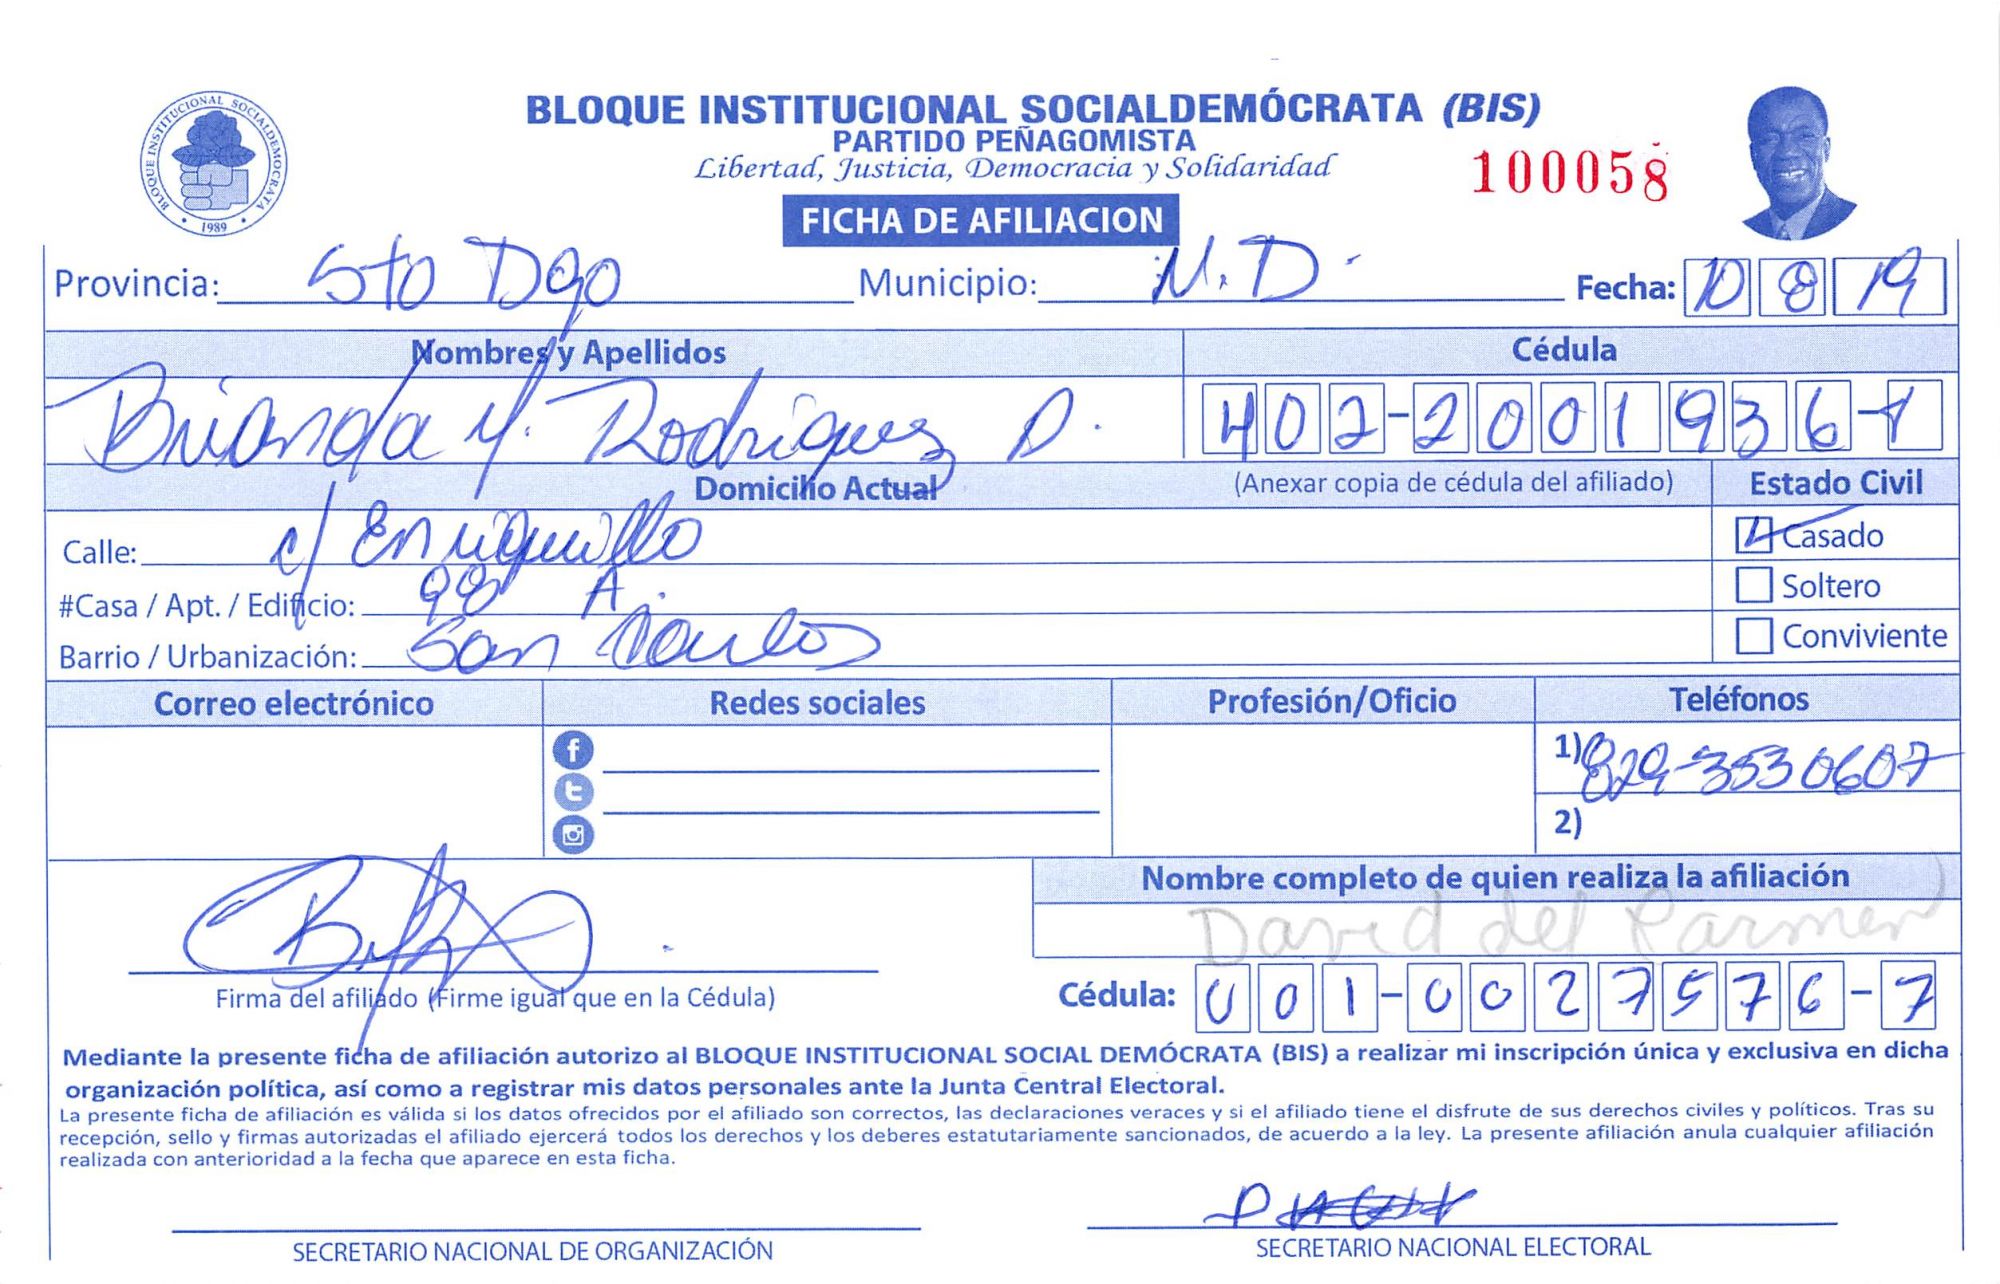 BLOQUE INSTITUCIONAL SOCIALDEMOCRATA
1989
BLOQUE INSTITUCIONAL SOCIALDEMÓCRATA (BIS)
PARTIDO PEÑAGOMISTA
Libertad, Justicia, Democracia y Solidaridad
100058
FICHA DE AFILIACION
Provincia: Sto Dgo Municipio: N.D. Fecha: 10 8 19
Nombres y Apellidos Cédula
Brianda Y. Rodriguez D. 402-2001936-1
Domicilio Actual (Anexar copia de cédula del afiliado) Estado Civil
Calle: c/ Enriquillo Casado
#Casa / Apt. / Edificio: 98 A. Soltero
Barrio / Urbanización: San Carlos Conviviente
Correo electrónico Redes sociales Profesión/Oficio Teléfonos
1) 829-3530607
2)
Nombre completo de quien realiza la afiliación
David del Carmen
Firma del afiliado (Firme igual que en la Cédula) Cédula: 001-0027576-7
Mediante la presente ficha de afiliación autorizo al BLOQUE INSTITUCIONAL SOCIAL DEMÓCRATA (BIS) a realizar mi inscripción única y exclusiva en dicha
organización política, así como a registrar mis datos personales ante la Junta Central Electoral.
La presente ficha de afiliación es válida si los datos ofrecidos por el afiliado son correctos, las declaraciones veraces y si el afiliado tiene el disfrute de sus derechos civiles y políticos. Tras su
recepción, sello y firmas autorizadas el afiliado ejercerá todos los derechos y los deberes estatutariamente sancionados, de acuerdo a la ley. La presente afiliación anula cualquier afiliación
realizada con anterioridad a la fecha que aparece en esta ficha.
SECRETARIO NACIONAL DE ORGANIZACIÓN SECRETARIO NACIONAL ELECTORAL